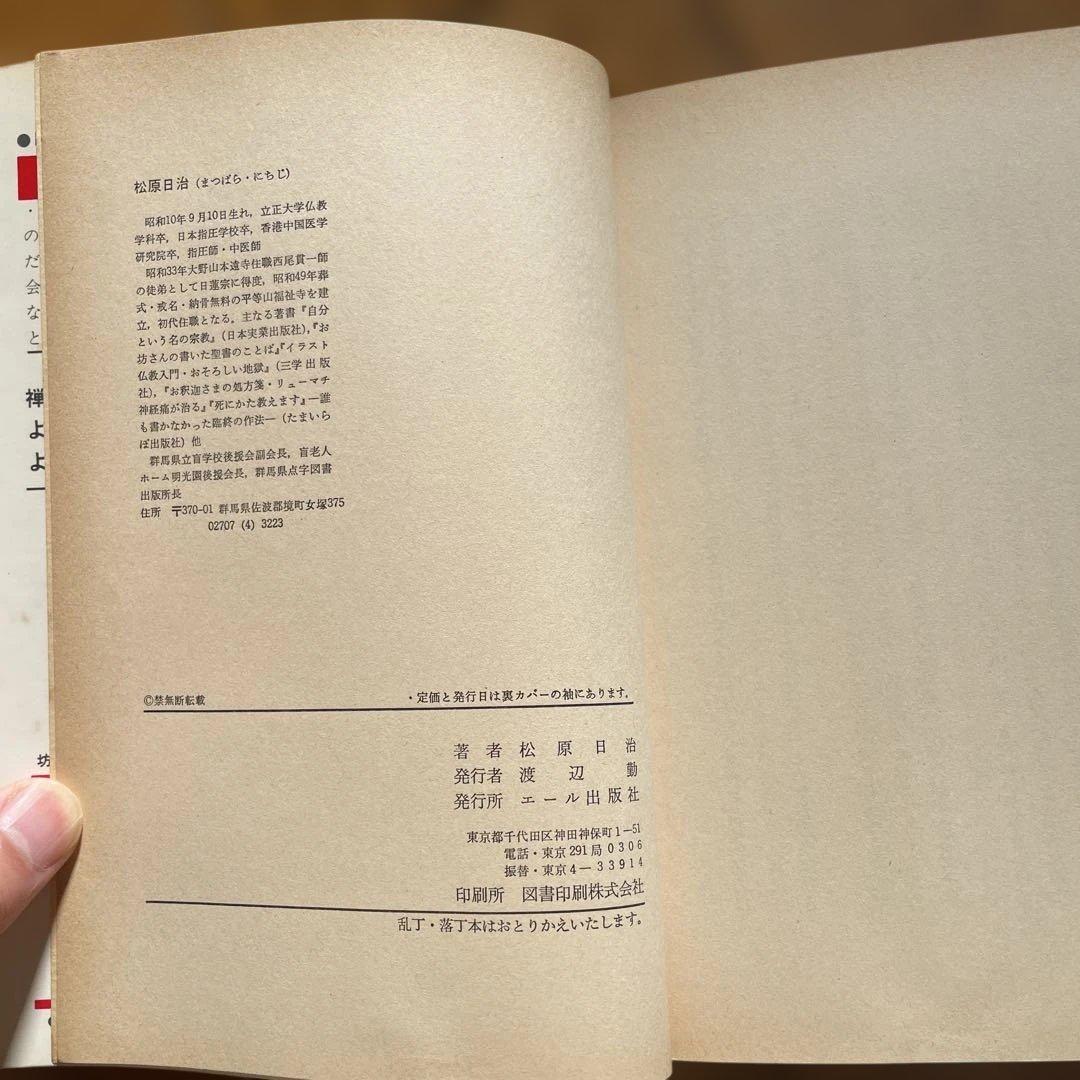 松原日治 (まつばら・にちじ)
昭和10年9月10日生れ，立正大学仏教
学科卒，日本指圧学校卒，香港中国医学
研究院卒，指圧師・中医師
昭和33年大野山本遠寺住職西尾貫一師
の徒弟として日蓮宗に得度，昭和49年葬
式・戒名・納骨無料の平等山福祉寺を建
立，初代住職となる。主なる著書『自分
という名の宗教』(日本実業出版社)，『お
坊さんの書いた聖書のことば』『イラスト
仏教入門・おそろしい地獄』(三学出版
社)，『お釈迦さまの処方箋・リューマチ
神経痛が治る』『死にかた教えます』―誰
も書かなかった臨終の作法― (たまいら
ぼ出版社) 他
群馬県立盲学校後援会副会長，盲老人
ホーム明光園後援会長，群馬県点字図書
出版所長
住所 〒370-01 群馬県佐波郡境町女塚375
02707 (4) 3223
©禁無断転載
・定価と発行日は裏カバーの袖にあります。
著者 松原日治
発行者 渡辺勤
発行所 エール出版社
東京都千代田区神田神保町1―51
電話・東京291局0306
振替・東京4―33914
印刷所 図書印刷株式会社
乱丁・落丁本はおとりかえいたします。
・
の
だ
会
な
と
禅
よ
よ
坊